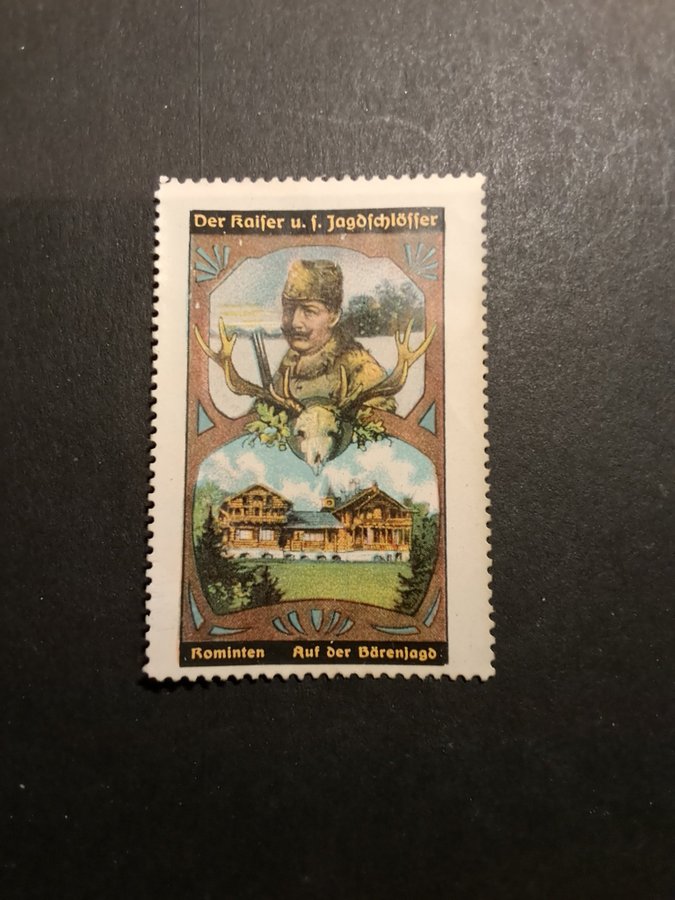 Der Kaiſer u. ſ. Jagdſchlöſſer
Rominten Auf der Bärenjagd